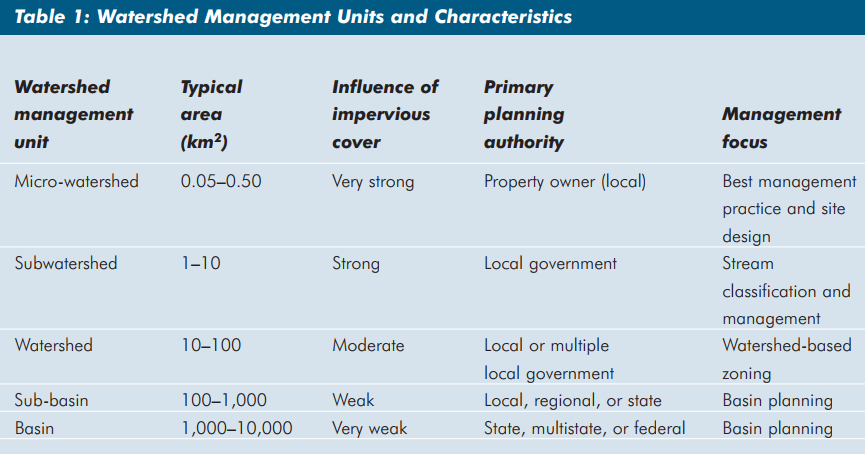 Table 1: Watershed Management Units and Characteristics
Watershed management unit
Typical area (km²)
Influence of impervious cover
Primary planning authority
Management focus
Micro-watershed 0.05–0.50 Very strong Property owner (local) Best management
practice and site
design
Subwatershed 1–10 Strong Local government Stream
classification and
management
Watershed 10–100 Moderate Local or multiple Watershed-based
local government zoning
Sub-basin 100–1,000 Weak Local, regional, or state Basin planning
Basin 1,000–10,000 Very weak State, multistate, or federal Basin planning